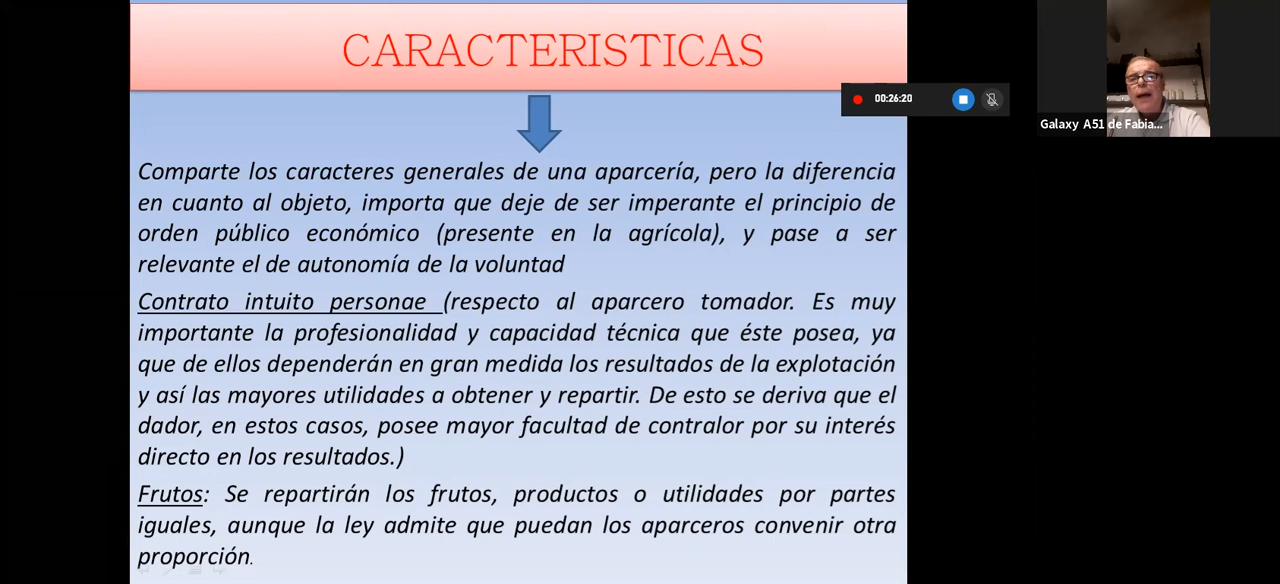 CARACTERISTICAS
00:26:20
Galaxy A51 de Fabia...
Comparte los caracteres generales de una aparcería, pero la diferencia
en cuanto al objeto, importa que deje de ser imperante el principio de
orden público económico (presente en la agrícola), y pase a ser
relevante el de autonomía de la voluntad
Contrato intuito personae (respecto al aparcero tomador. Es muy
importante la profesionalidad y capacidad técnica que éste posea, ya
que de ellos dependerán en gran medida los resultados de la explotación
y así las mayores utilidades a obtener y repartir. De esto se deriva que el
dador, en estos casos, posee mayor facultad de contralor por su interés
directo en los resultados.)
Frutos: Se repartirán los frutos, productos o utilidades por partes
iguales, aunque la ley admite que puedan los aparceros convenir otra
proporción.